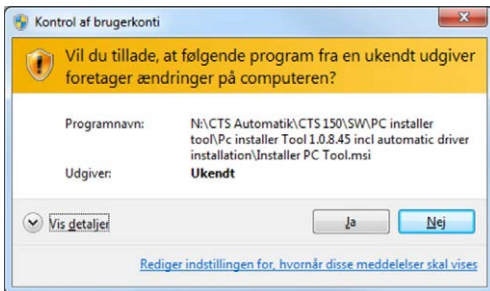 Kontrol af brugerkonti
Vil du tillade, at følgende program fra en ukendt udgiver
foretager ændringer på computeren?
Programnavn: N:\CTS Automatik\CTS 150\SW\PC installer
tool\Pc installer Tool 1.0.8.45 incl automatic driver
installation\Installer PC Tool.msi
Udgiver: Ukendt
Vis detaljer Ja Nej
Rediger indstillingen for, hvornår disse meddelelser skal vises